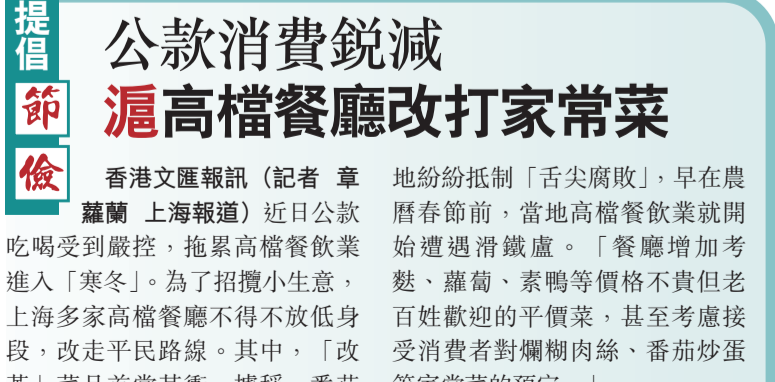 提倡
節
儉
公款消費銳減
滬高檔餐廳改打家常菜
香港文匯報訊（記者 章
蘿蘭 上海報道）近日公款
吃喝受到嚴控，拖累高檔餐飲業
進入「寒冬」。為了招攬小生意，
上海多家高檔餐廳不得不放低身
段，改走平民路線。其中，「改
地紛紛抵制「舌尖腐敗」，早在農
曆春節前，當地高檔餐飲業就開
始遭遇滑鐵盧。「餐廳增加考
麩、蘿蔔、素鴨等價格不貴但老
百姓歡迎的平價菜，甚至考慮接
受消費者對爛糊肉絲、番茄炒蛋